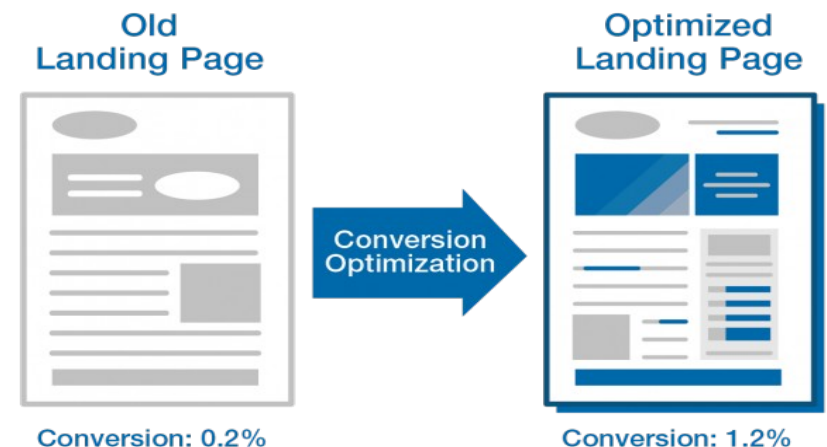 Old
Landing Page
Optimized
Landing Page
Conversion
Optimization
Conversion: 0.2%
Conversion: 1.2%